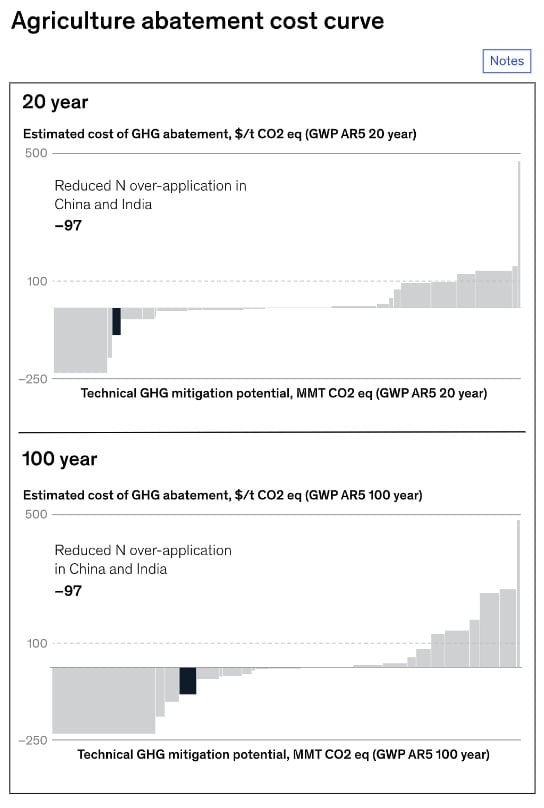 Agriculture abatement cost curve
Notes
20 year
Estimated cost of GHG abatement, $/t CO2 eq (GWP AR5 20 year)
500
Reduced N over-application in
China and India
–97
100
–250
Technical GHG mitigation potential, MMT CO2 eq (GWP AR5 20 year)
100 year
Estimated cost of GHG abatement, $/t CO2 eq (GWP AR5 100 year)
500
Reduced N over-application
in China and India
–97
100
–250
Technical GHG mitigation potential, MMT CO2 eq (GWP AR5 100 year)